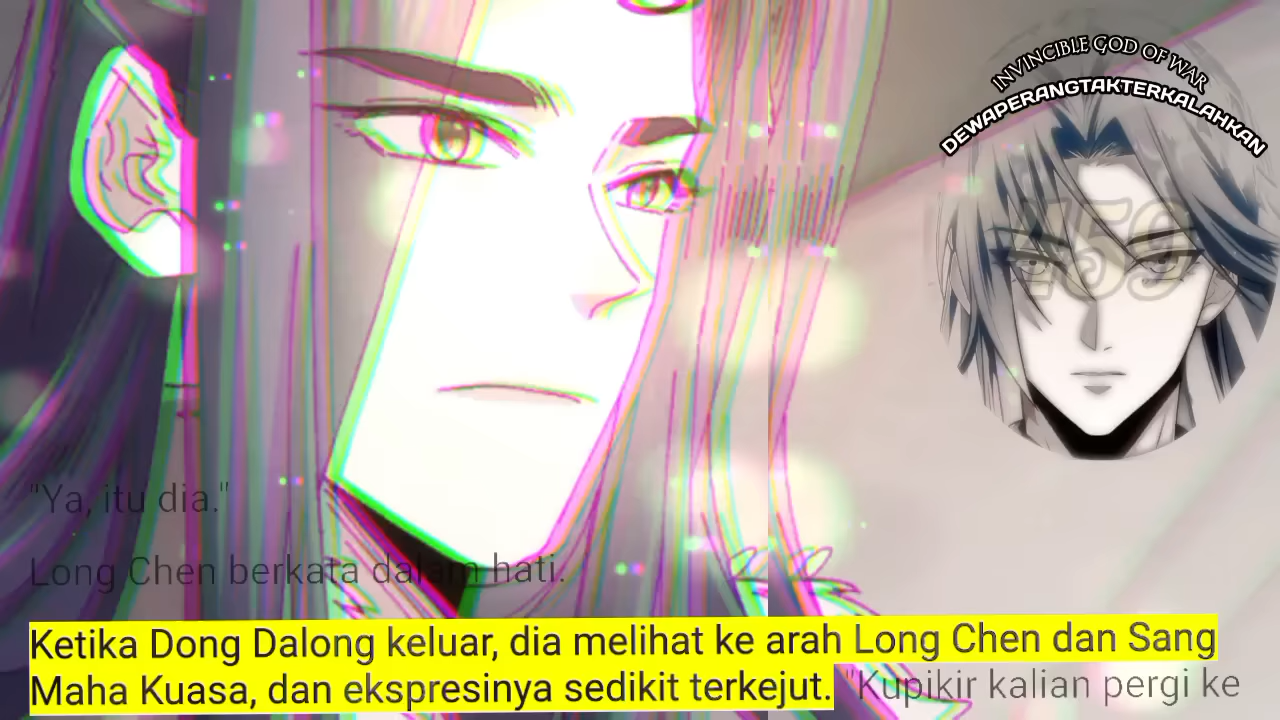 INVINCIBLE GOD OF WAR
DEWAPERANGTAKTERKALAHKAN
"Ya, itu dia."
Long Chen berkata dalam hati.
Ketika Dong Dalong keluar, dia melihat ke arah Long Chen dan Sang
Maha Kuasa, dan ekspresinya sedikit terkejut. "Kupikir kalian pergi ke